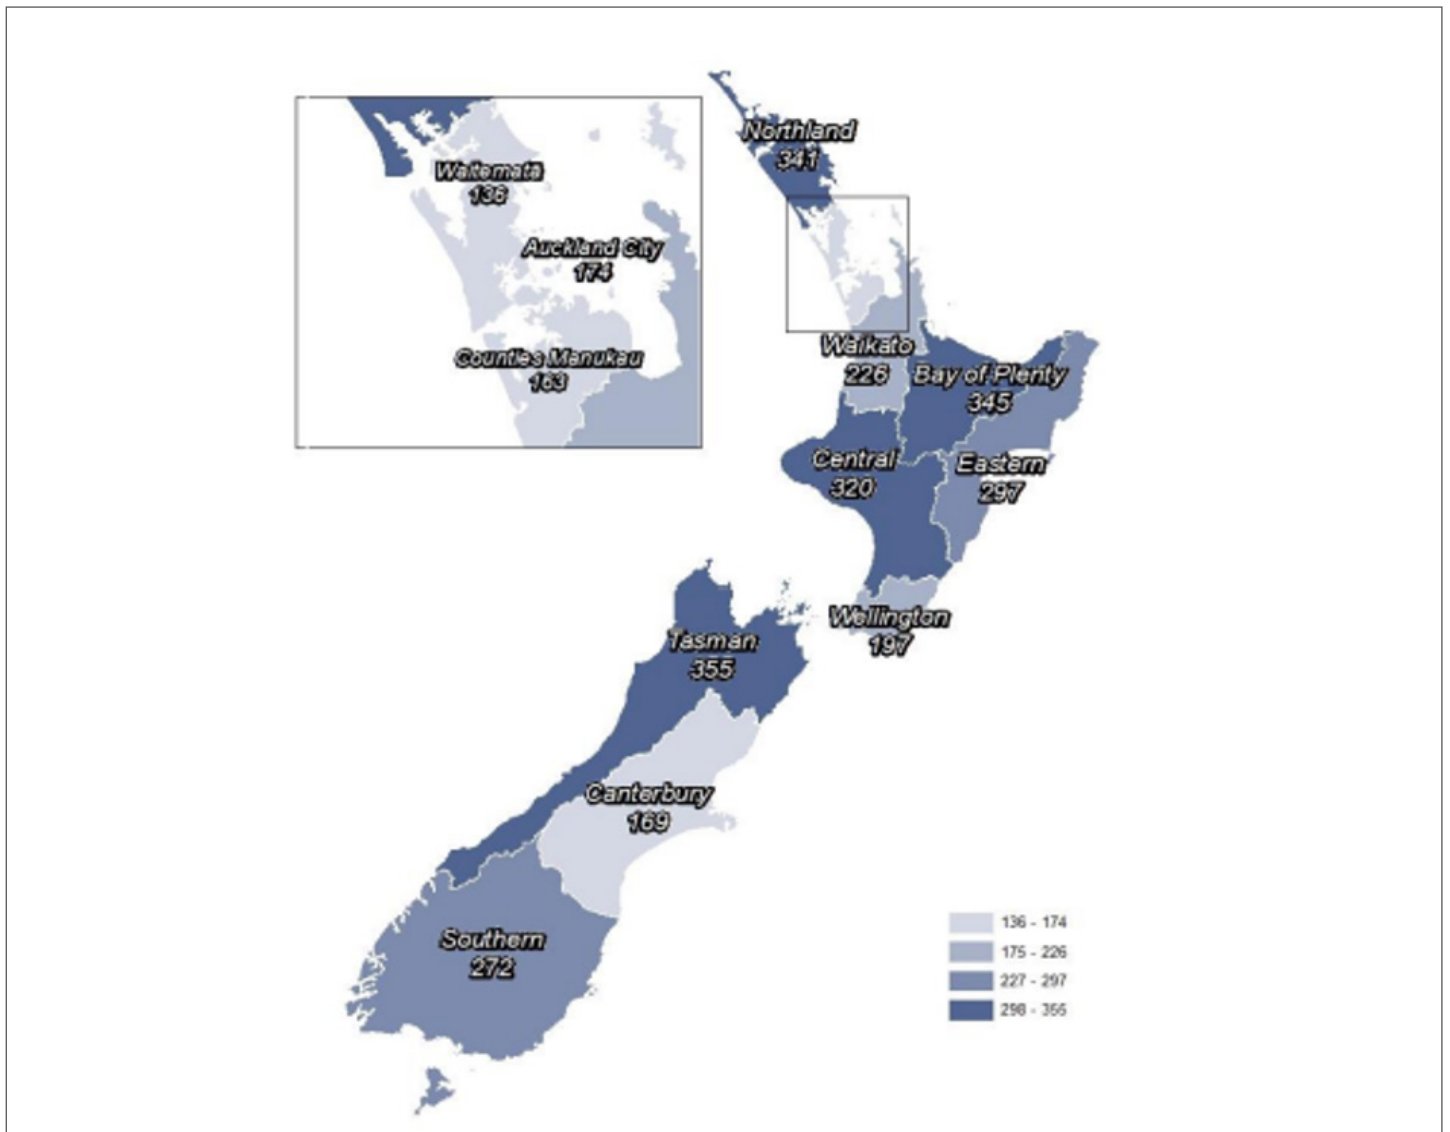 Northland
341
Waitemata
136
Auckland City
174
Counties Manukau
163
Waikato
226
Bay of Plenty
345
Central
320
Eastern
297
Wellington
197
Tasman
355
Canterbury
169
Southern
272
136 - 174
175 - 226
227 - 297
298 - 355